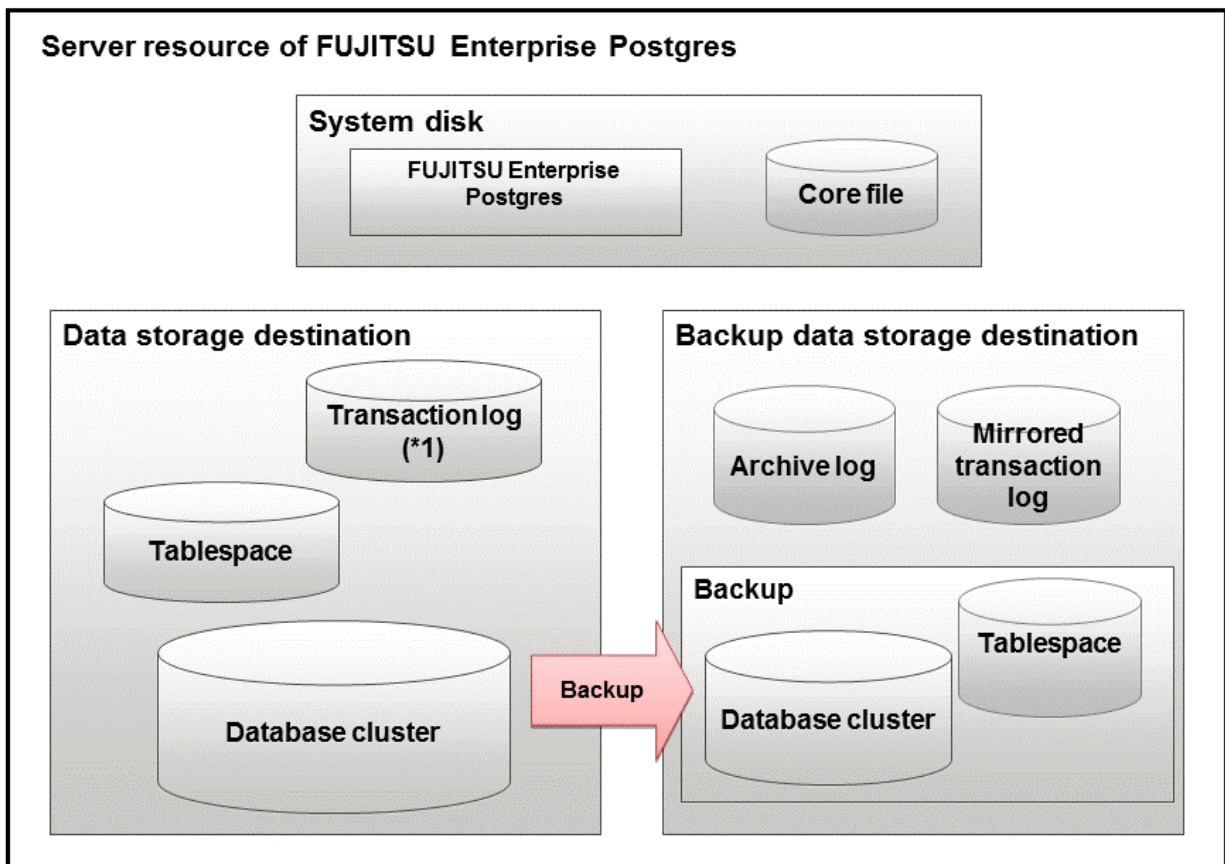 Server resource of FUJITSU Enterprise Postgres
System disk
FUJITSU Enterprise
Postgres
Core file
Data storage destination
Transaction log
(*1)
Tablespace
Database cluster
Backup
Backup data storage destination
Archive log
Mirrored
transaction
log
Backup
Tablespace
Database cluster